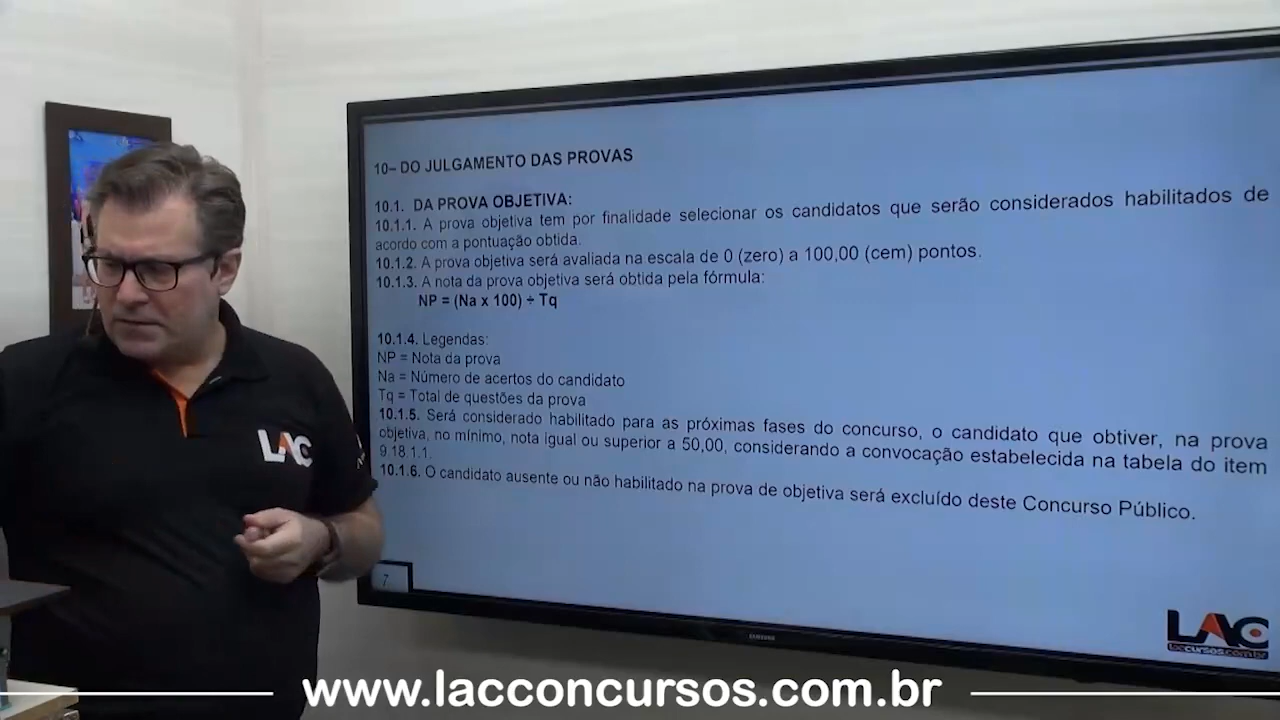 10– DO JULGAMENTO DAS PROVAS
10.1. DA PROVA OBJETIVA:
10.1.1. A prova objetiva tem por finalidade selecionar os candidatos que serão considerados habilitados de
acordo com a pontuação obtida.
10.1.2. A prova objetiva será avaliada na escala de 0 (zero) a 100,00 (cem) pontos.
10.1.3. A nota da prova objetiva será obtida pela fórmula:
NP = (Na x 100) ÷ Tq
10.1.4. Legendas:
NP = Nota da prova
Na = Número de acertos do candidato
Tq = Total de questões da prova
10.1.5. Será considerado habilitado para as próximas fases do concurso, o candidato que obtiver, na prova
objetiva, no mínimo, nota igual ou superior a 50,00, considerando a convocação estabelecida na tabela do item
9.18.1.1.
10.1.6. O candidato ausente ou não habilitado na prova de objetiva será excluído deste Concurso Público.
LAC
7
SAMSUNG
LAC
laccursos.com.br
www.lacconcursos.com.br